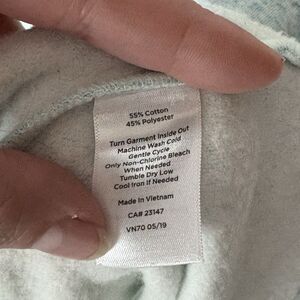 55% Cotton
45% Polyester
Turn Garment Inside Out
Machine Wash Cold
Gentle Cycle
Only Non-Chlorine Bleach
When Needed
Tumble Dry Low
Cool Iron If Needed
Made In Vietnam
CA# 23147
VN70 05/19